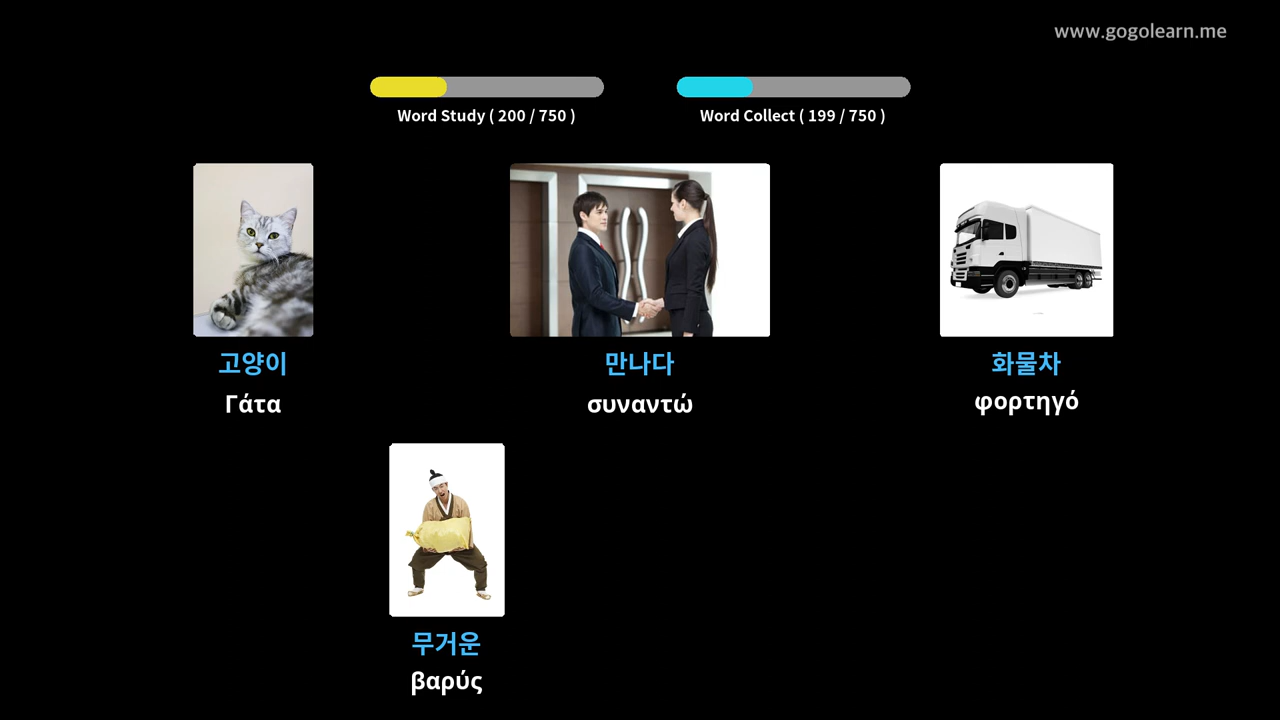 www.gogolearn.me
Word Study ( 200 / 750 )
Word Collect ( 199 / 750 )
고양이
Γάτα
만나다
συναντώ
화물차
φορτηγό
무거운
βαρύς